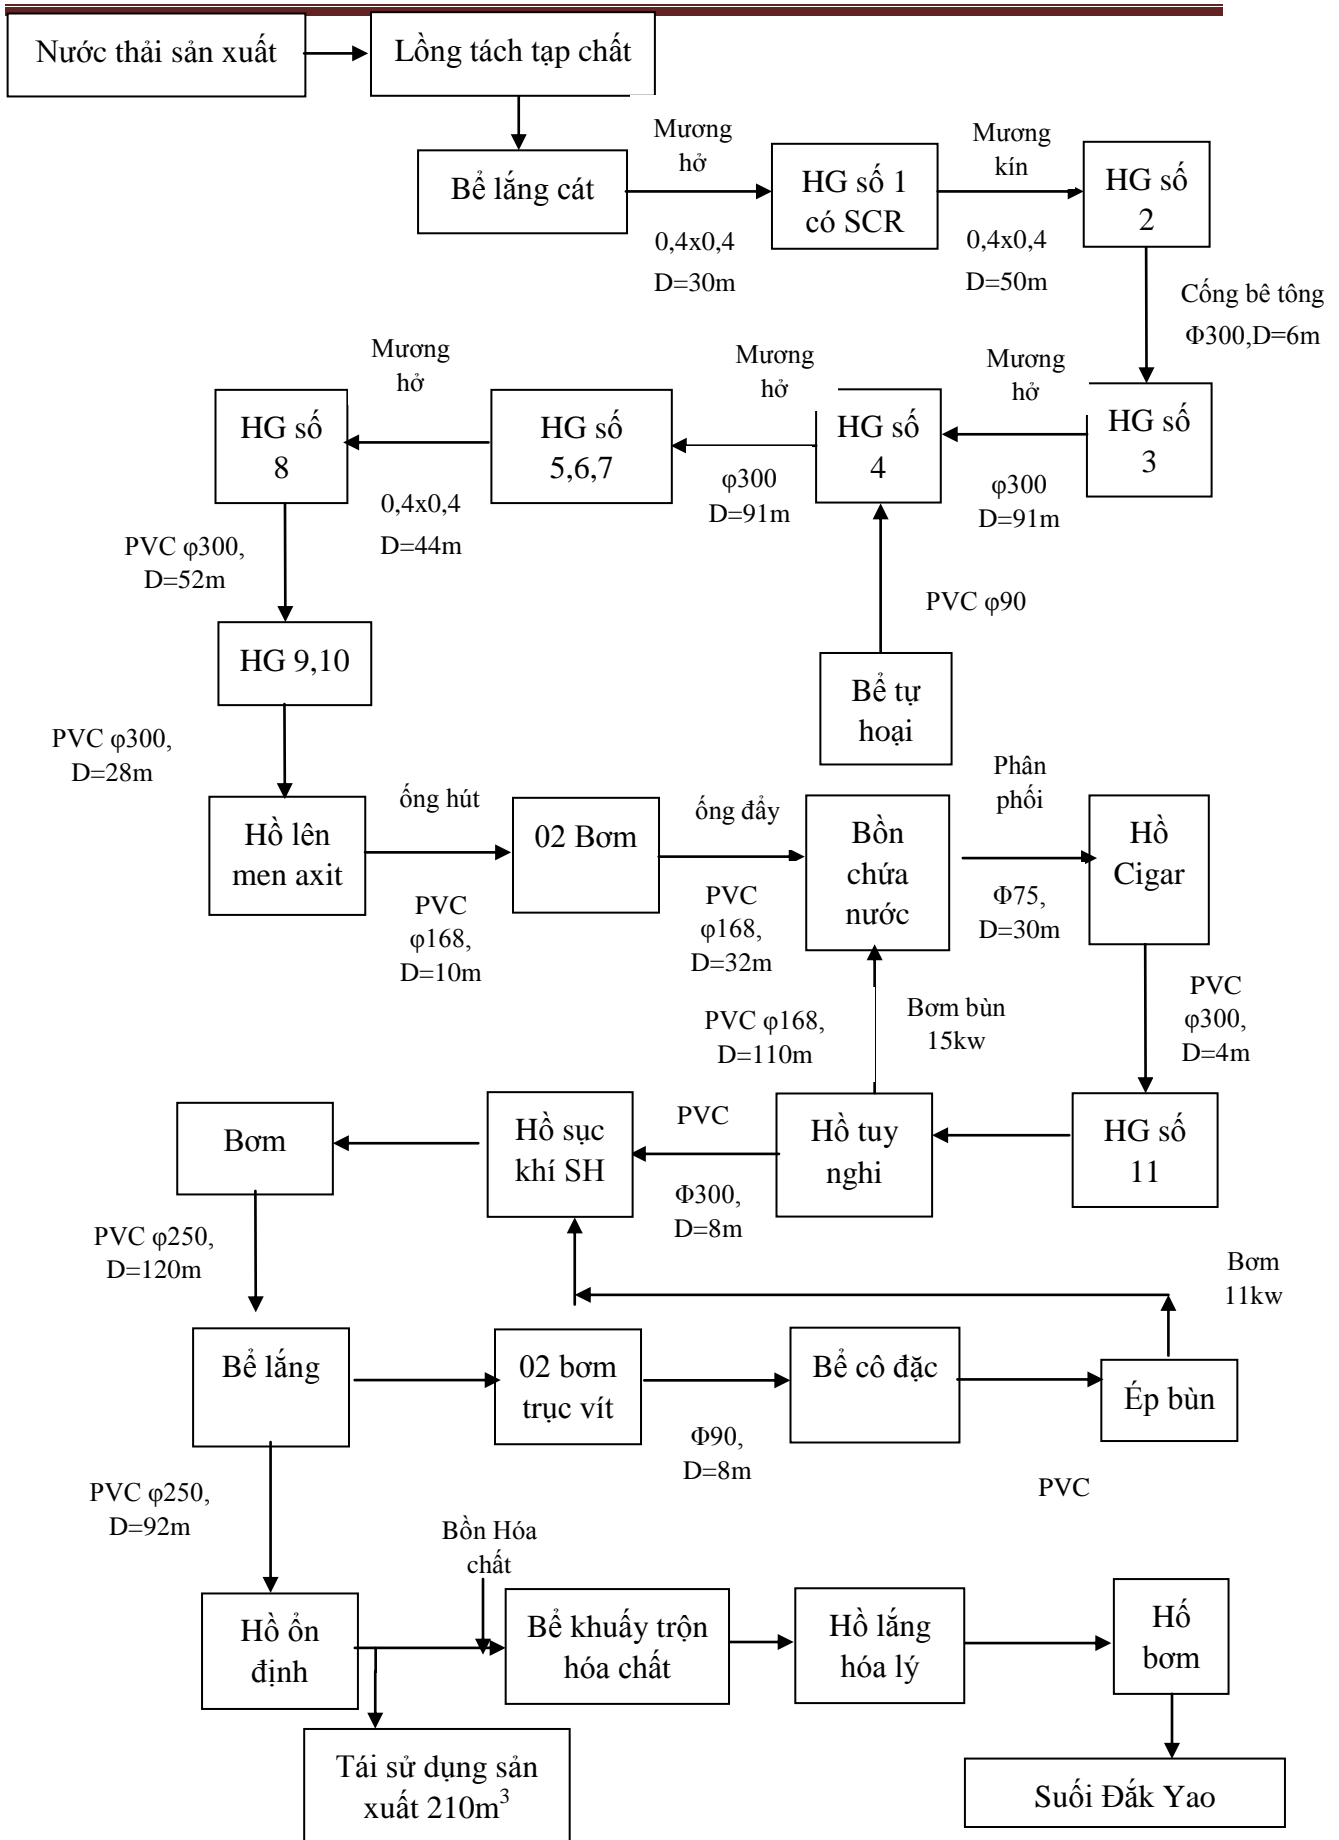 Nước thải sản xuất
Lồng tách tạp chất
Bể lắng cát
Mương
hở
0,4x0,4
D=30m
HG số 1
có SCR
Mương
kín
0,4x0,4
D=50m
HG số
2
Cống bê tông
Φ300,D=6m
HG số
3
Mương
hở
φ300
D=91m
HG số
4
Mương
hở
φ300
D=91m
HG số
5,6,7
Mương
hở
0,4x0,4
D=44m
HG số
8
PVC φ300,
D=52m
HG 9,10
PVC φ90
Bể tự
hoại
PVC φ300,
D=28m
Hồ lên
men axit
ống hút
PVC
φ168,
D=10m
02 Bơm
ống đẩy
PVC
φ168,
D=32m
Bồn
chứa
nước
Phân
phối
Φ75,
D=30m
Hồ
Cigar
PVC
φ300,
D=4m
PVC φ168,
D=110m
Bơm bùn
15kw
HG số
11
Hồ tuy
nghi
PVC
Φ300,
D=8m
Hồ sục
khí SH
Bơm
PVC φ250,
D=120m
Bơm
11kw
Bể lắng
02 bơm
trục vít
Φ90,
D=8m
Bể cô đặc
Ép bùn
PVC
PVC φ250,
D=92m
Bồn Hóa
chất
Hồ ổn
định
Bể khuấy trộn
hóa chất
Hồ lắng
hóa lý
Hố
bơm
Tái sử dụng sản
xuất 210m³
Suối Đắk Yao